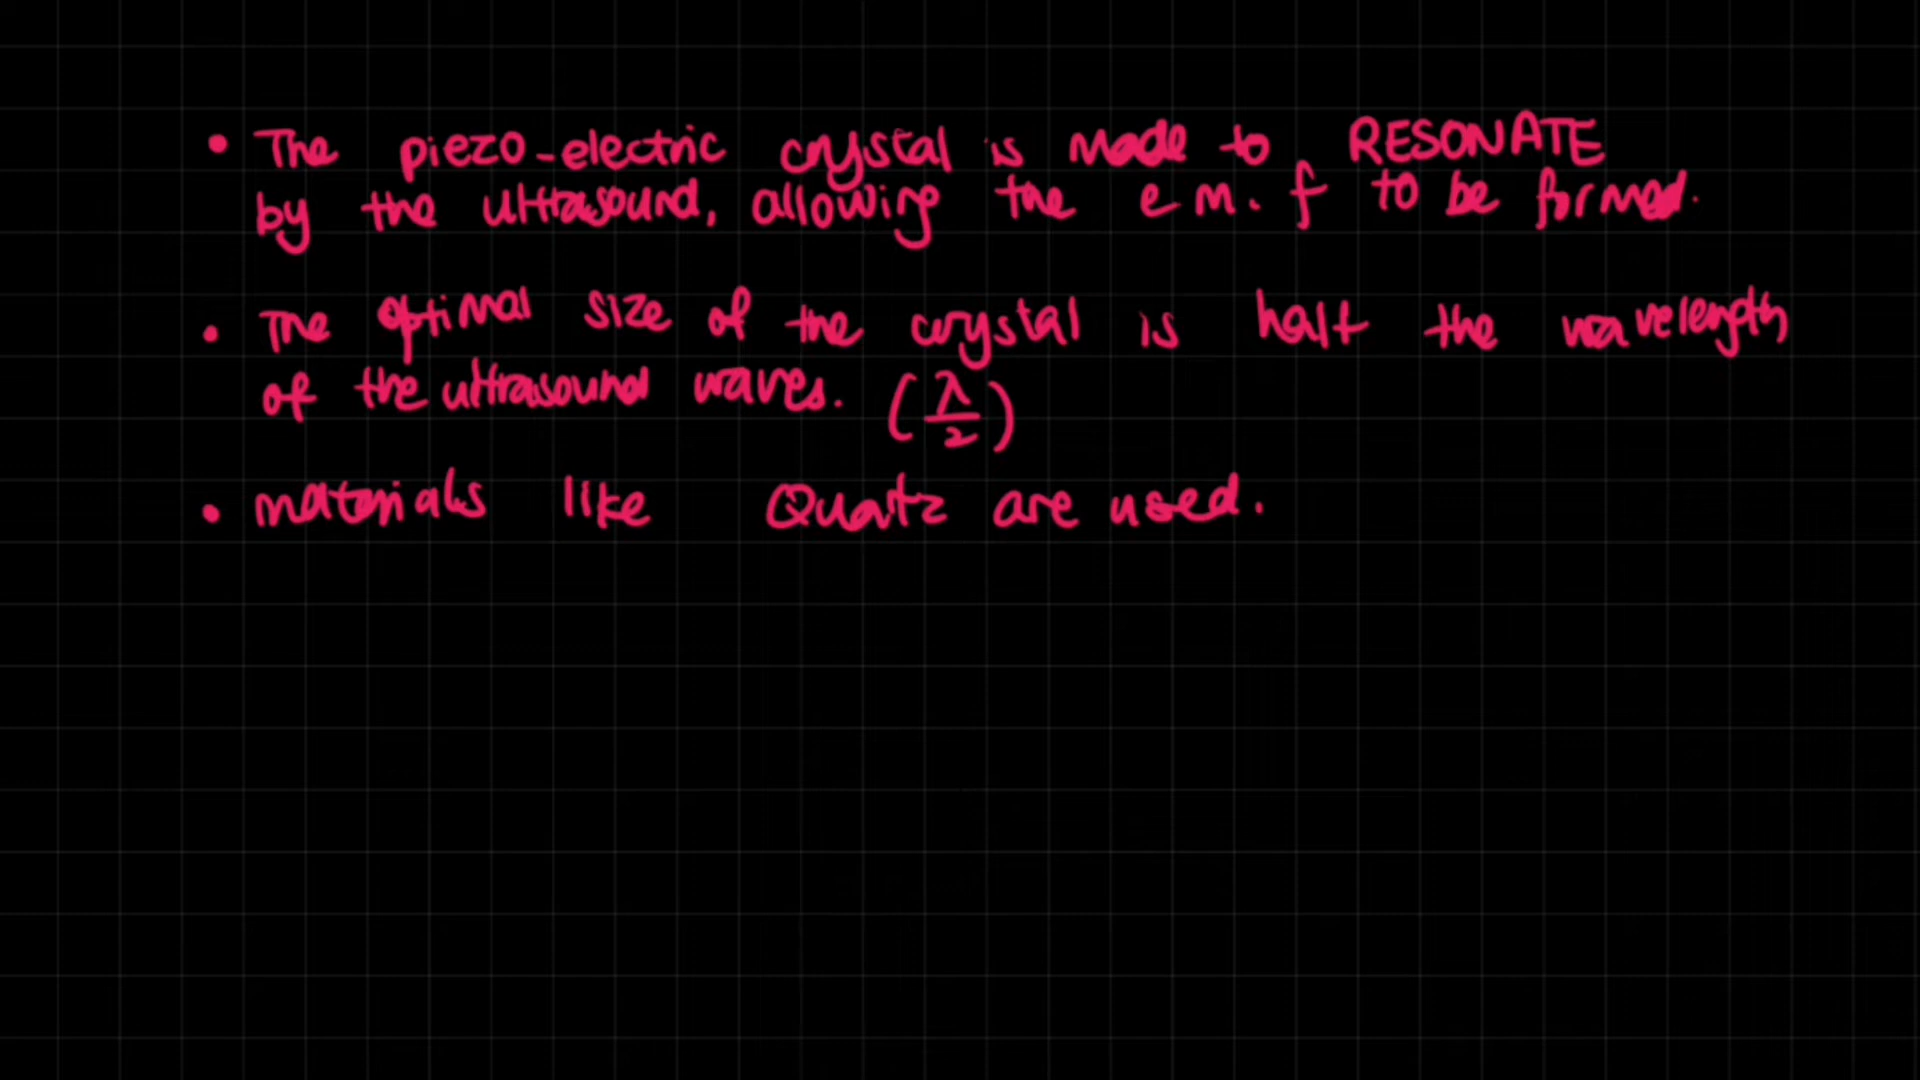 • The piezo-electric crystal is made to RESONATE
by the ultrasound, allowing the e m. f to be formed.
• The optimal size of the crystal is half the wavelength
of the ultrasound waves. (λ/2)
• materials like Quartz are used.